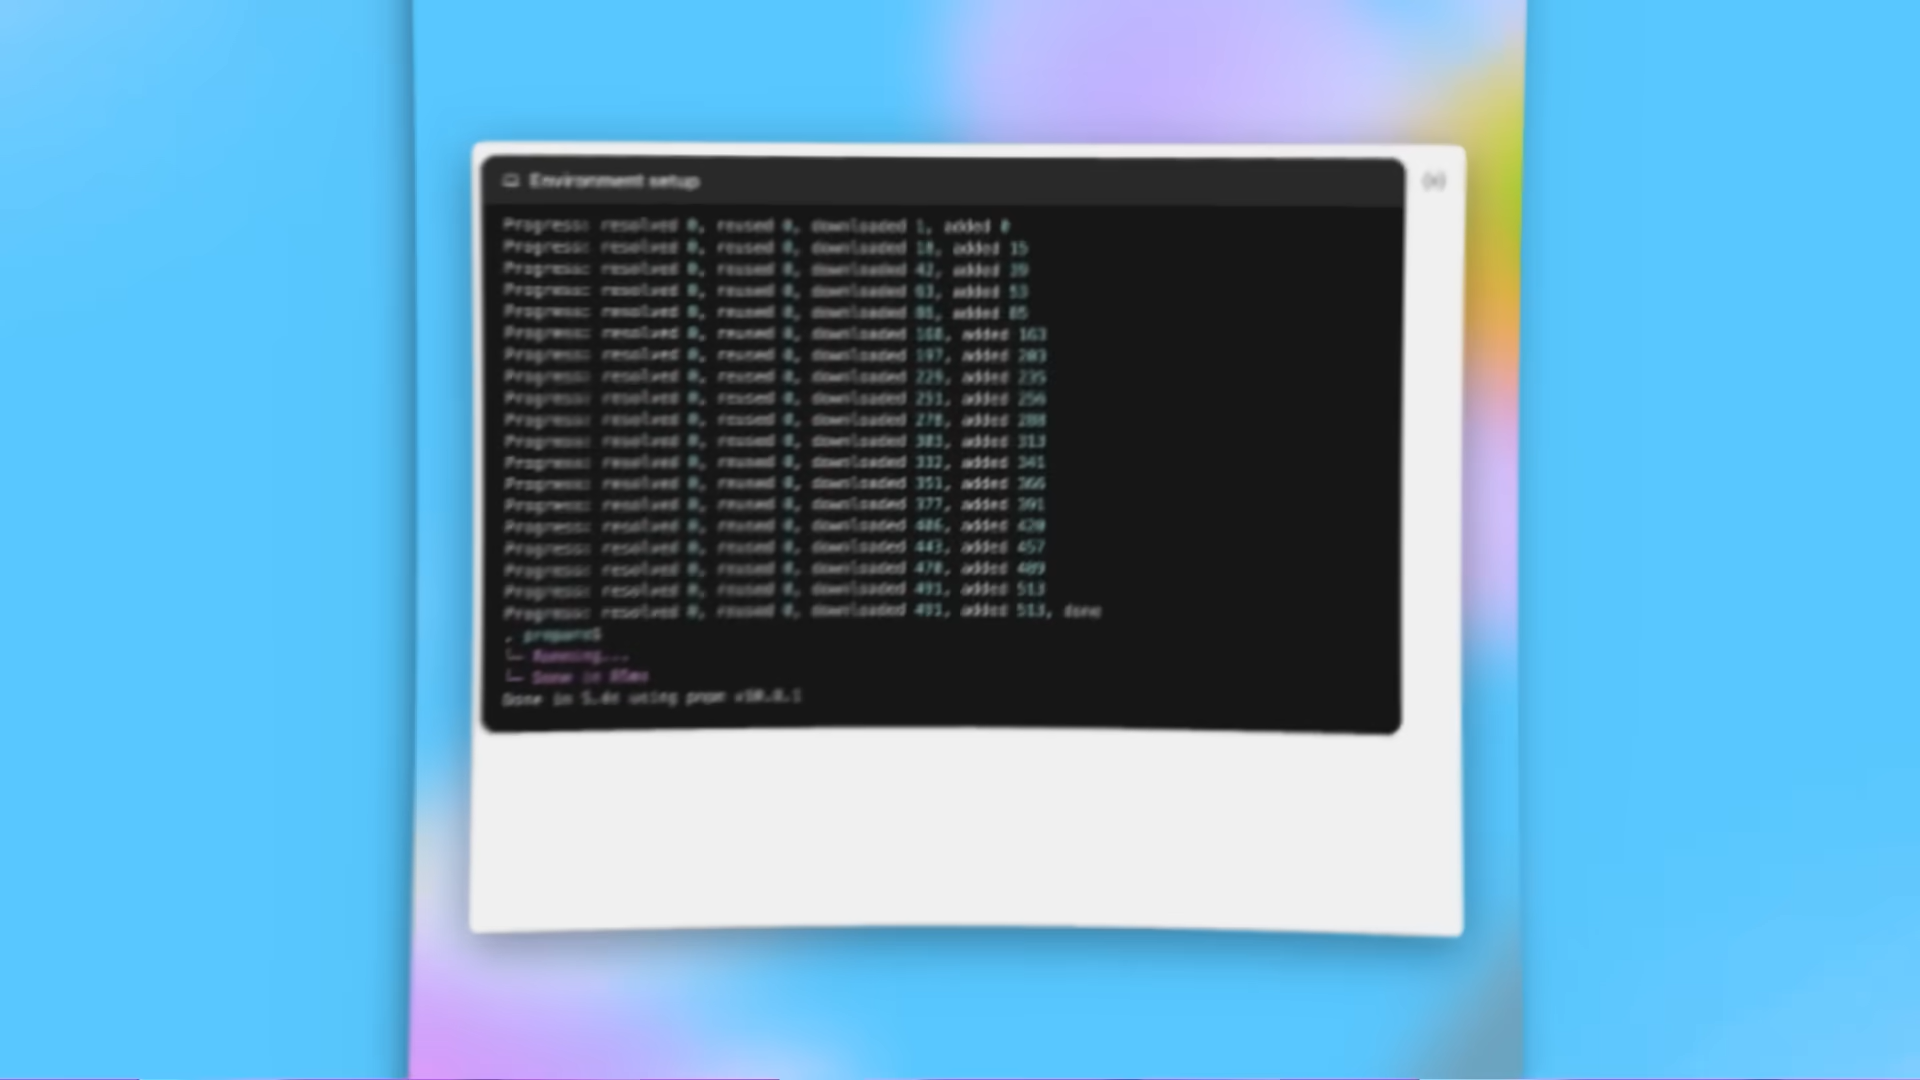 Environment setup
Progress: resolved 0, reused 0, downloaded 1, added 0
Progress: resolved 0, reused 0, downloaded 18, added 15
Progress: resolved 0, reused 0, downloaded 42, added 39
Progress: resolved 0, reused 0, downloaded 63, added 53
Progress: resolved 0, reused 0, downloaded added 85
Progress: resolved 0, reused 0, downloaded 168, added 163
Progress: resolved 0, reused 0, downloaded 197, added 203
Progress: resolved 0, reused 0, downloaded 229, added 235
Progress: resolved 0, reused 0, downloaded 251, added 256
Progress: resolved 0, reused 0, downloaded 278, added 288
Progress: resolved 0, reused 0, downloaded 303, added 313
Progress: resolved 0, reused 0, downloaded 332, added 341
Progress: resolved 0, reused 0, downloaded 351, added 366
Progress: resolved 0, reused 0, downloaded 377, added 391
Progress: resolved 0, reused 0, downloaded 406, added 420
Progress: resolved 0, reused 0, downloaded 443, added 457
Progress: resolved 0, reused 0, downloaded 470, added 489
Progress: resolved 0, reused 0, downloaded 491, added 513
Progress: resolved 0, reused 0, downloaded 491, added 513, done
. prepare$
└─ Running...
└─ Done in 85ms
Done in using pnpm